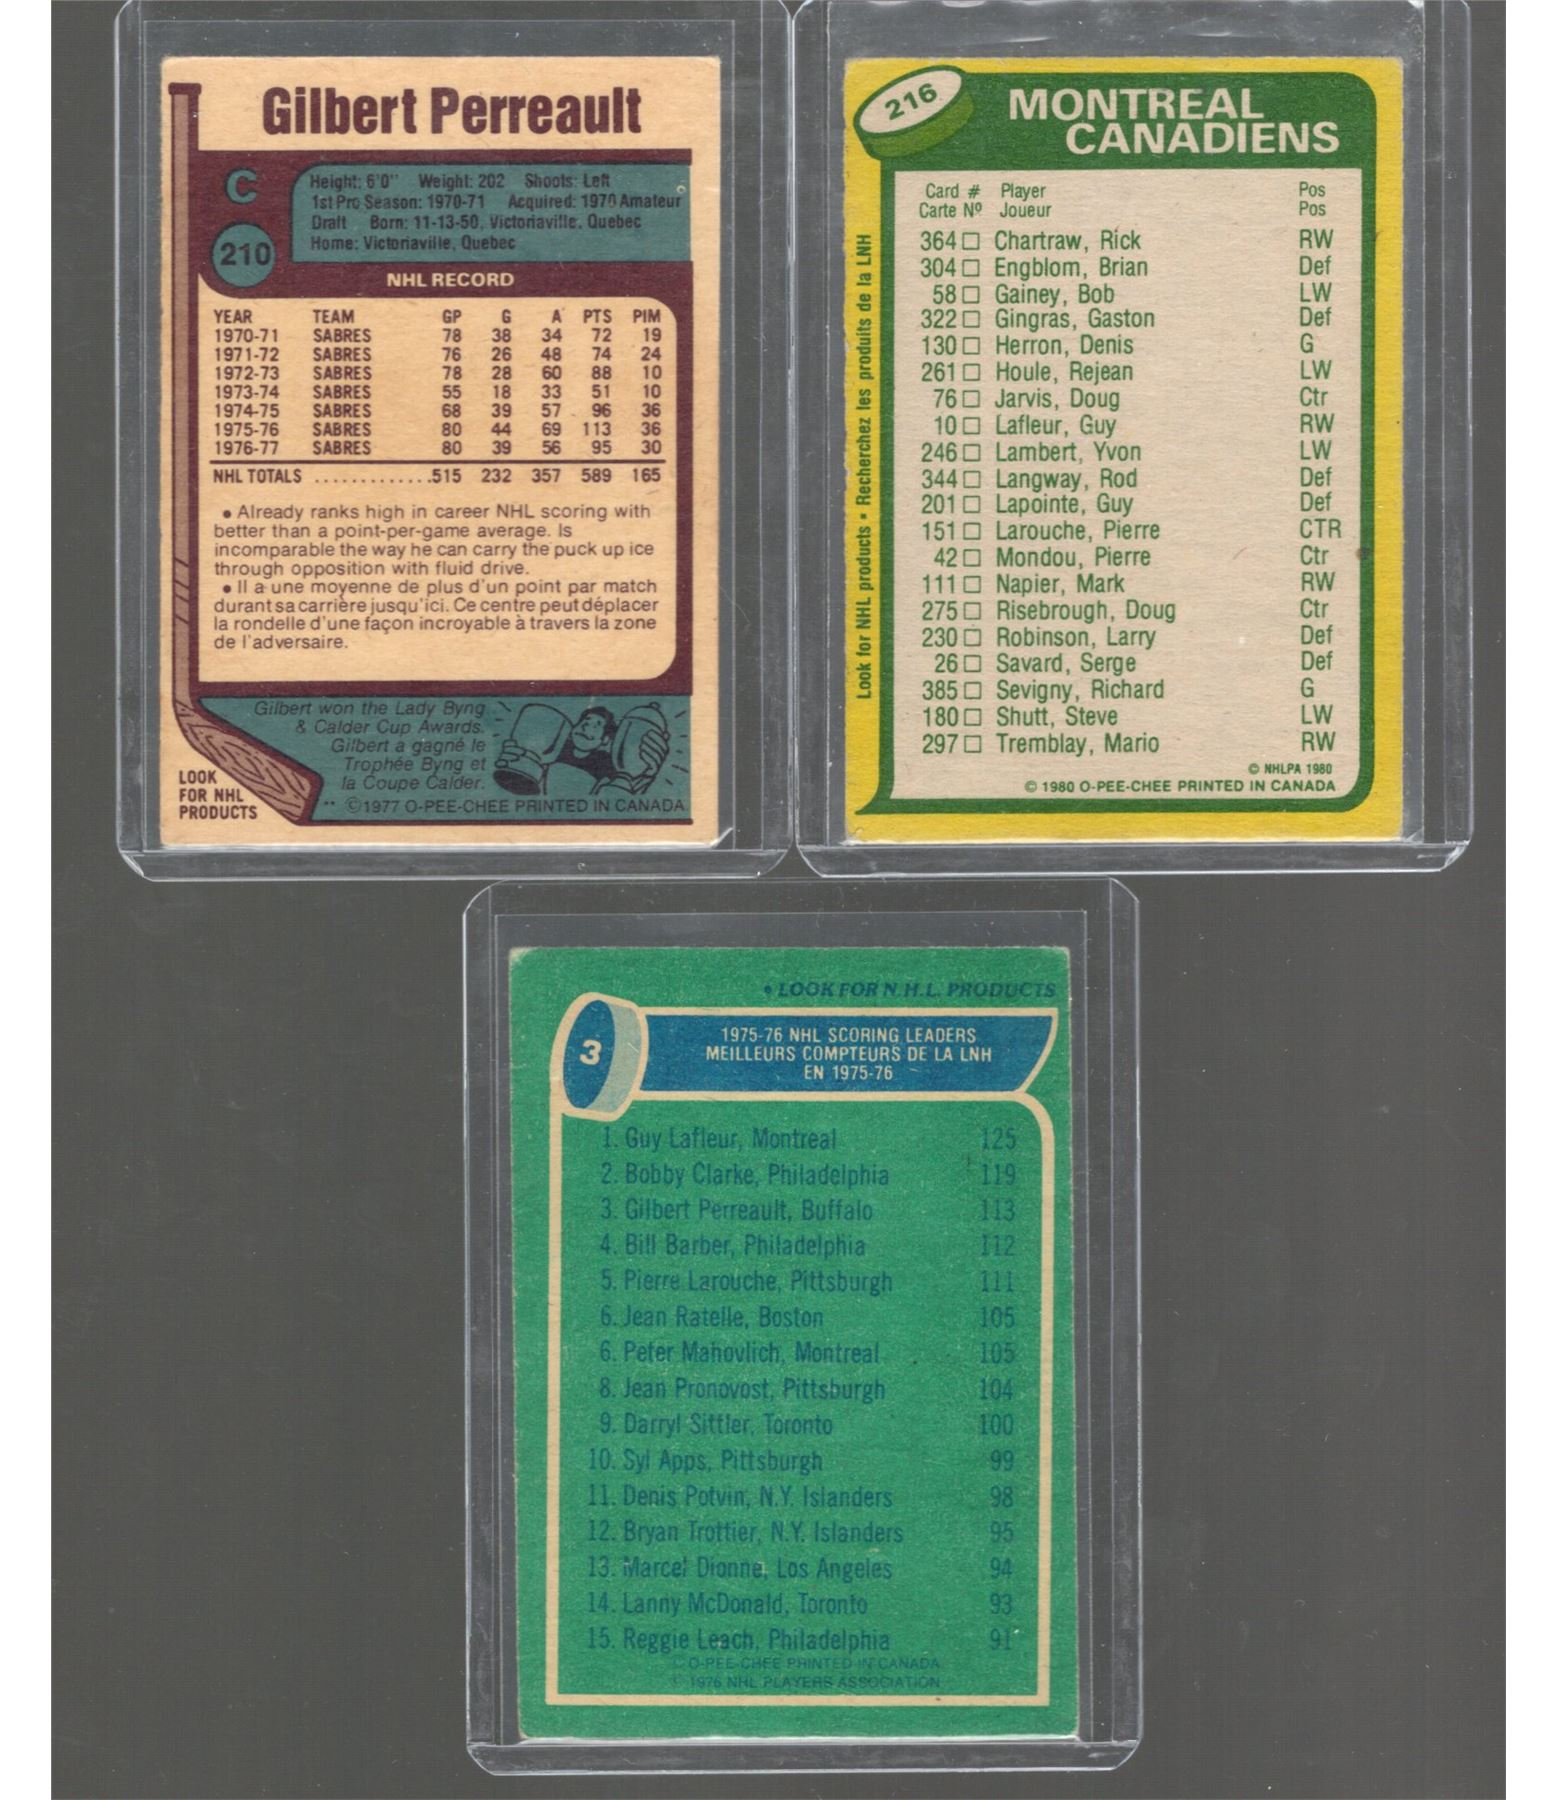 Gilbert Perreault
C
210
Height: 6'0" Weight: 202 Shoots: Left
1st Pro Season: 1970-71 Acquired: 1970 Amateur
Draft Born: 11-13-50, Victoriaville, Quebec
Home: Victoriaville, Quebec
NHL RECORD
YEAR TEAM GP G A PTS PIM
1970-71 SABRES 78 38 34 72 19
1971-72 SABRES 76 26 48 74 24
1972-73 SABRES 78 28 60 88 10
1973-74 SABRES 55 18 33 51 10
1974-75 SABRES 68 39 57 96 36
1975-76 SABRES 80 44 69 113 36
1976-77 SABRES 80 39 56 95 30
NHL TOTALS .............515 232 357 589 165
• Already ranks high in career NHL scoring with
better than a point-per-game average. Is
incomparable the way he can carry the puck up ice
through opposition with fluid drive.
• Il a une moyenne de plus d'un point par match
durant sa carrière jusqu'ici. Ce centre peut déplacer
la rondelle d'une façon incroyable à travers la zone
de l'adversaire.
Gilbert won the Lady Byng
& Calder Cup Awards.
Gilbert a gagné le
Trophée Byng et
la Coupe Calder.
LOOK
FOR NHL
PRODUCTS
** ©1977 O-PEE-CHEE PRINTED IN CANADA
216
MONTREAL
CANADIENS
Card # Player Pos
Carte Nº Joueur Pos
364 □ Chartraw, Rick RW
304 □ Engblom, Brian Def
58 □ Gainey, Bob LW
322 □ Gingras, Gaston Def
130 □ Herron, Denis G
261 □ Houle, Rejean LW
76 □ Jarvis, Doug Ctr
10 □ Lafleur, Guy RW
246 □ Lambert, Yvon LW
344 □ Langway, Rod Def
201 □ Lapointe, Guy Def
151 □ Larouche, Pierre CTR
42 □ Mondou, Pierre Ctr
111 □ Napier, Mark RW
275 □ Risebrough, Doug Ctr
230 □ Robinson, Larry Def
26 □ Savard, Serge Def
385 □ Sevigny, Richard G
180 □ Shutt, Steve LW
297 □ Tremblay, Mario RW
© NHLPA 1980
© 1980 O-PEE-CHEE PRINTED IN CANADA
Look for NHL products • Recherchez les produits de la LNH
• LOOK FOR N.H.L. PRODUCTS
3
1975-76 NHL SCORING LEADERS
MEILLEURS COMPTEURS DE LA LNH
EN 1975-76
1. Guy Lafleur, Montreal 125
2. Bobby Clarke, Philadelphia 119
3. Gilbert Perreault, Buffalo 113
4. Bill Barber, Philadelphia 112
5. Pierre Larouche, Pittsburgh 111
6. Jean Ratelle, Boston 105
6. Peter Mahovlich, Montreal 105
8. Jean Pronovost, Pittsburgh 104
9. Darryl Sittler, Toronto 100
10. Syl Apps, Pittsburgh 99
11. Denis Potvin, N.Y. Islanders 98
12. Bryan Trottier, N.Y. Islanders 95
13. Marcel Dionne, Los Angeles 94
14. Lanny McDonald, Toronto 93
15. Reggie Leach, Philadelphia 91
© O-PEE-CHEE PRINTED IN CANADA
© 1976 NHL PLAYERS ASSOCIATION